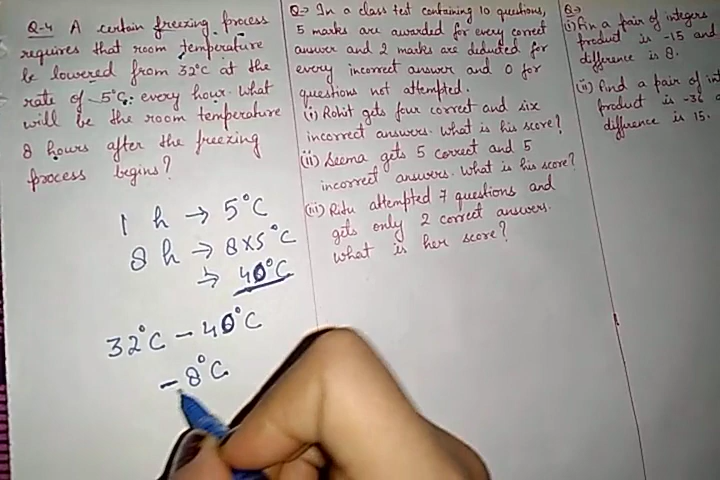 Q-4 A certain freezing process
requires that room temperature
be lowered from 32°C at the
rate of 5°C every hour. What
will be the room temperature
8 hours after the freezing
process begins?
1 h → 5°C
8 h → 8×5°C
→ 40°C
32°C - 40°C
- 8°C
Q → In a class test containing 10 questions,
5 marks are awarded for every correct
answer and 2 marks are deducted for
every incorrect answer and 0 for
questions not attempted.
(i) Rohit gets four correct and six
incorrect answers. What is his score?
(ii) Seema gets 5 correct and 5
incorrect answers. What is his score?
(iii) Ritu attempted 7 questions and
gets only 2 correct answers.
What is her score?
Q →
(i) a pair of integers
product is -15 and
difference is 8.
(ii) Find a pair of
product is -36
difference is 15.